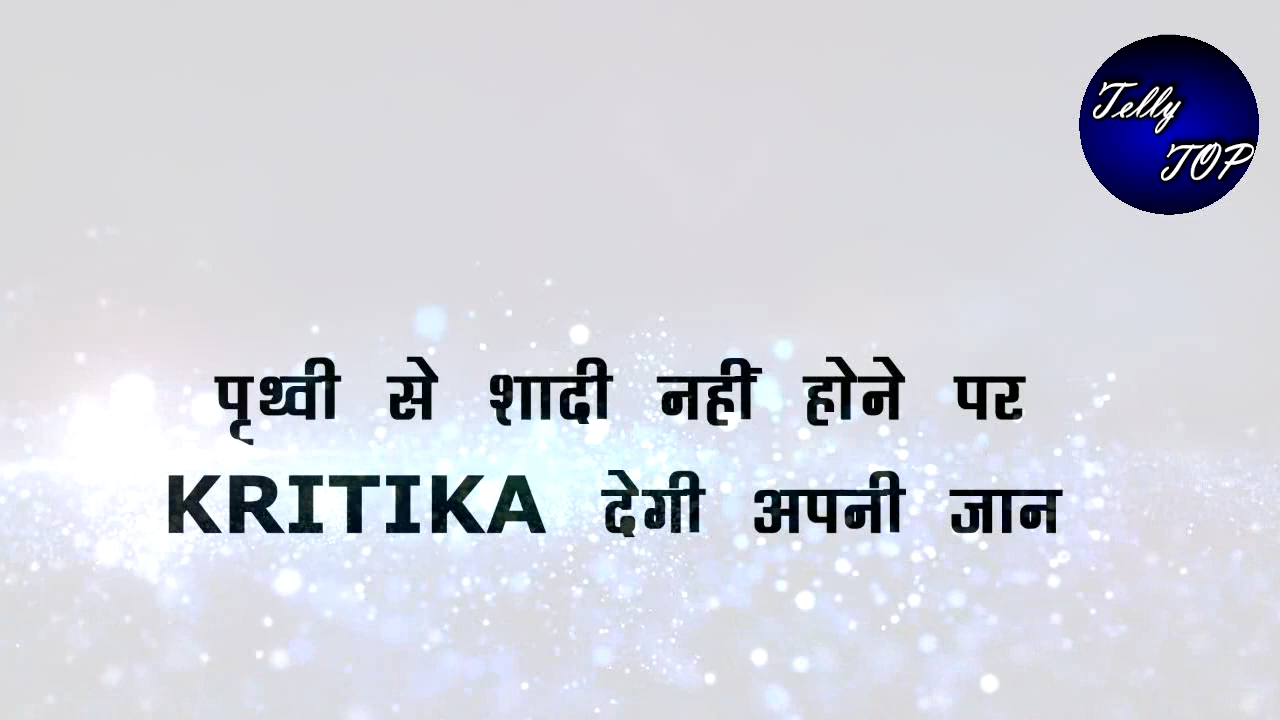 Telly
TOP
पृथ्वी से शादी नहीं होने पर
KRITIKA देगी अपनी जान